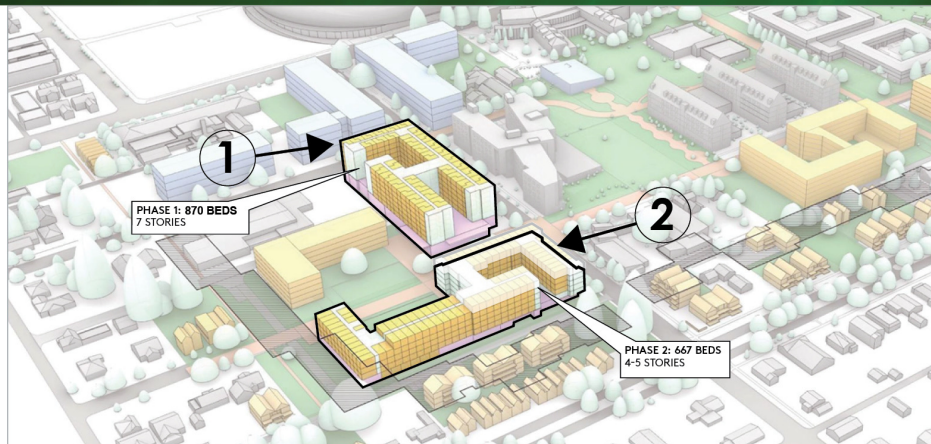 1
PHASE 1: 870 BEDS
7 STORIES
2
PHASE 2: 667 BEDS
4-5 STORIES